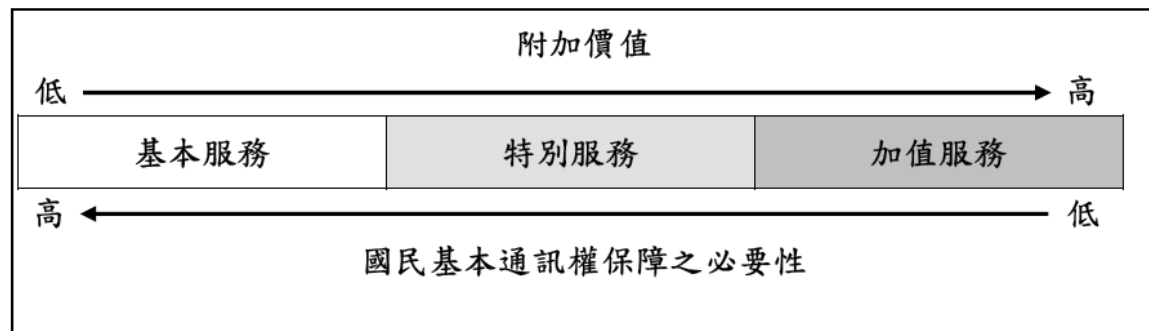 附加價值
低 高
基本服務 特別服務 加值服務
高 低
國民基本通訊權保障之必要性